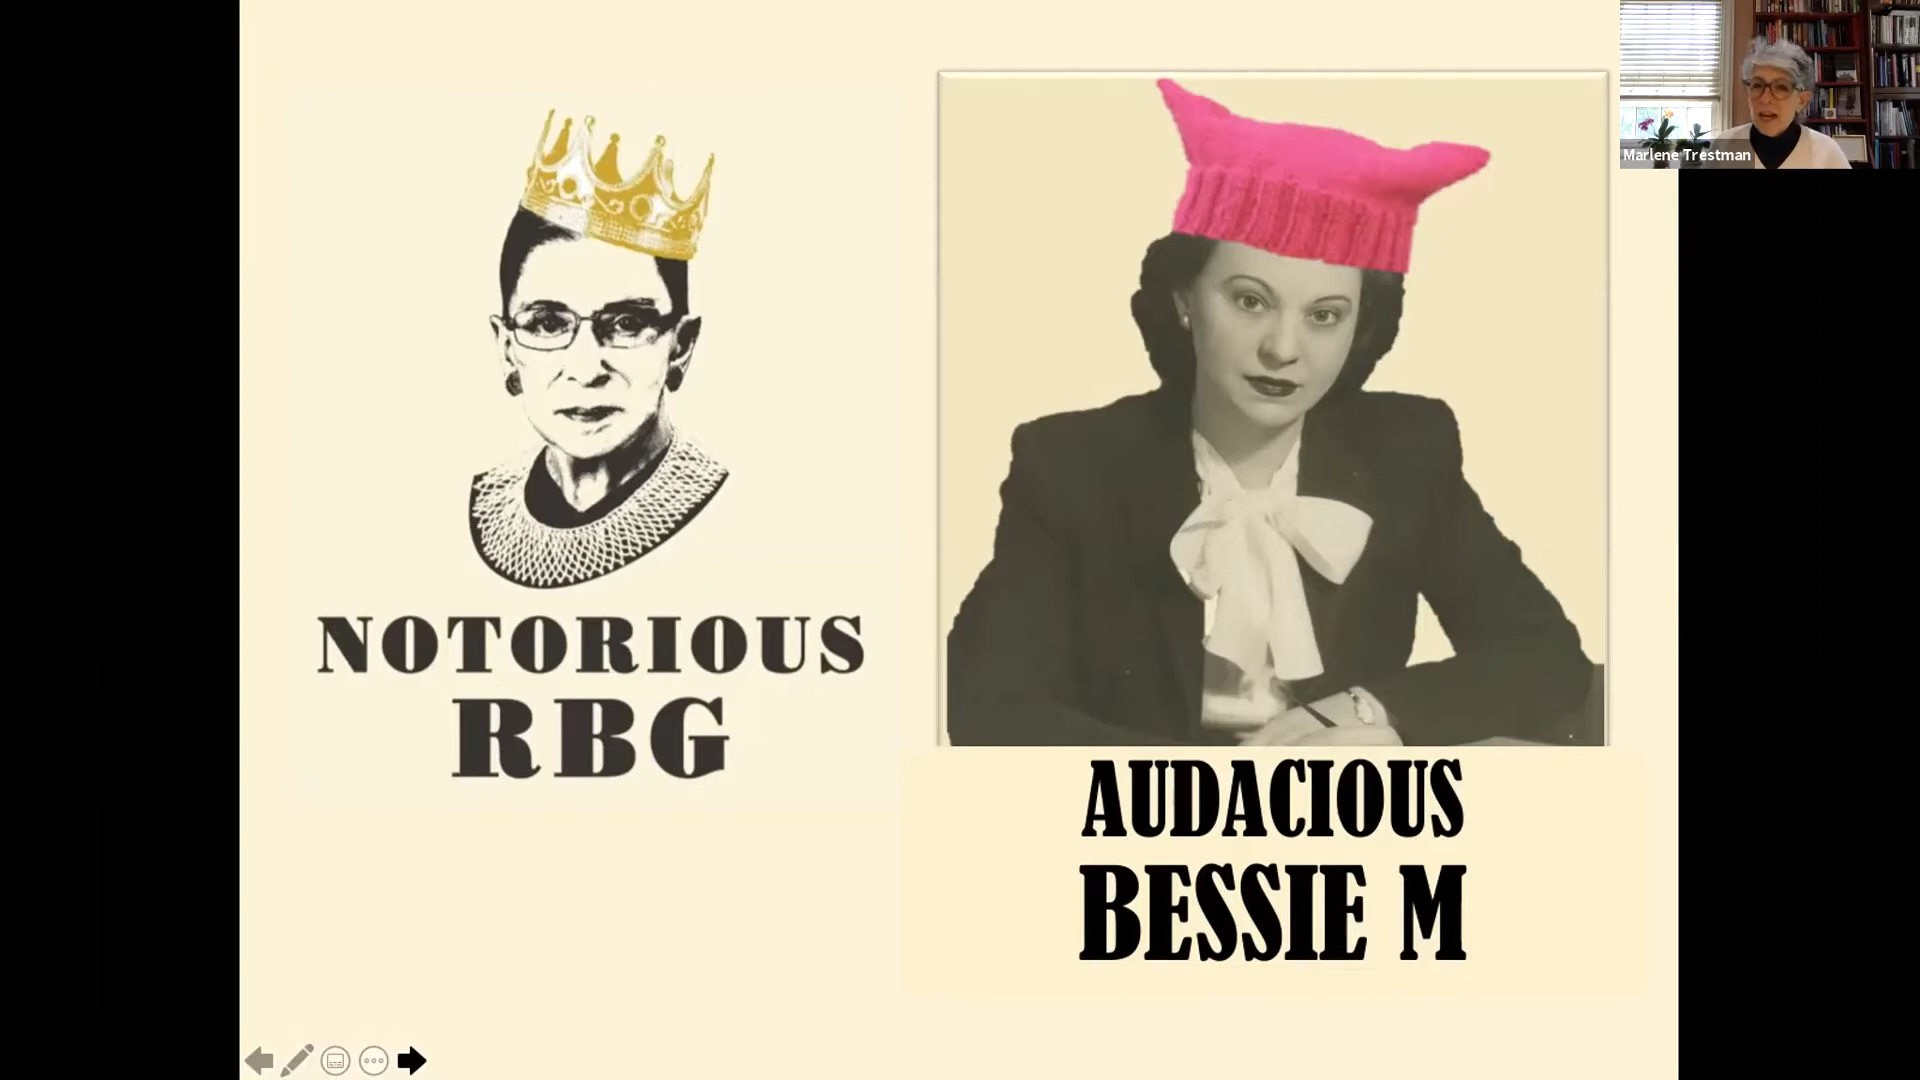 NOTORIOUS
RBG
AUDACIOUS
BESSIE M
Marlene Trestman